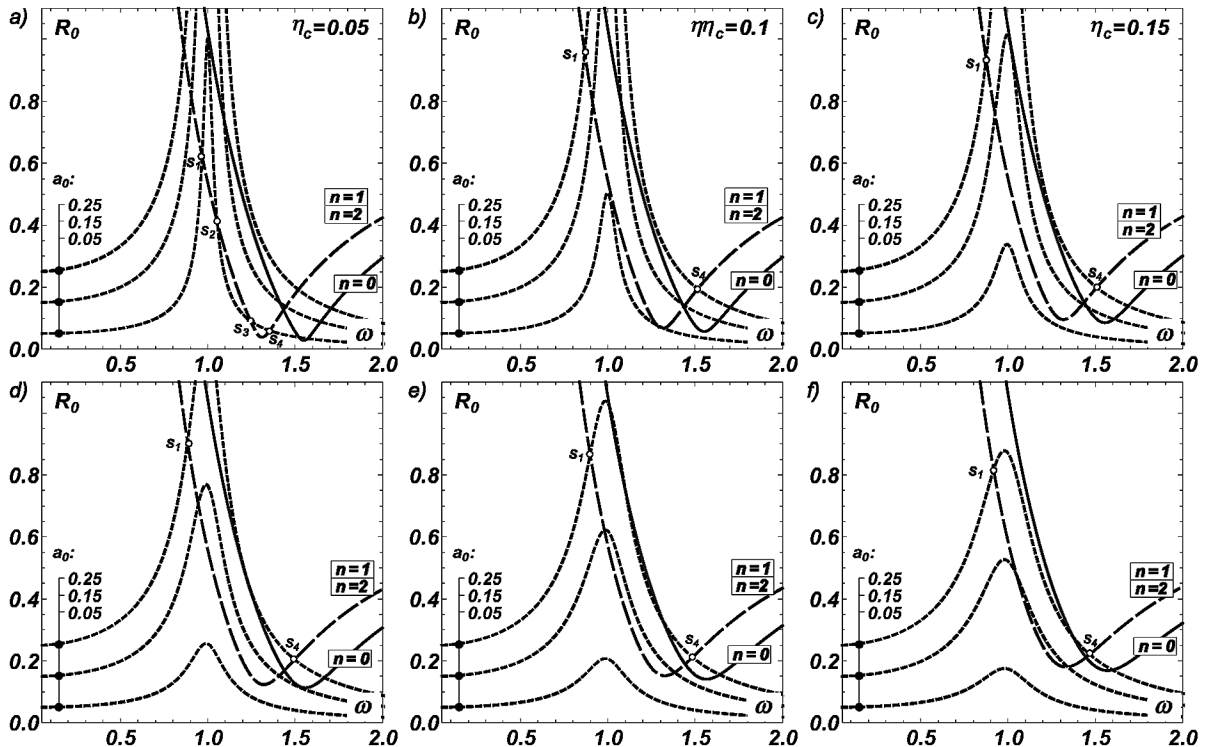 a) R₀ η_c=0.05
0.8
0.6
0.4
0.2
0.0
a₀:
0.25
0.15
0.05
s₁
s₂
s₃
s₄
n=1
n=2
n=0
ω
0.5 1.0 1.5 2.0
b) R₀ ηη_c=0.1
0.8
0.6
0.4
0.2
0.0
a₀:
0.25
0.15
0.05
s₁
s₄
n=1
n=2
n=0
ω
0.5 1.0 1.5 2.0
c) R₀ η_c=0.15
0.8
0.6
0.4
0.2
0.0
a₀:
0.25
0.15
0.05
s₁
s₄
n=1
n=2
n=0
ω
0.5 1.0 1.5 2.0
d) R₀
0.8
0.6
0.4
0.2
0.0
a₀:
0.25
0.15
0.05
s₁
s₄
n=1
n=2
n=0
ω
0.5 1.0 1.5 2.0
e) R₀
0.8
0.6
0.4
0.2
0.0
a₀:
0.25
0.15
0.05
s₁
s₄
n=1
n=2
n=0
ω
0.5 1.0 1.5 2.0
f) R₀
0.8
0.6
0.4
0.2
0.0
a₀:
0.25
0.15
0.05
s₁
s₄
n=1
n=2
n=0
ω
0.5 1.0 1.5 2.0